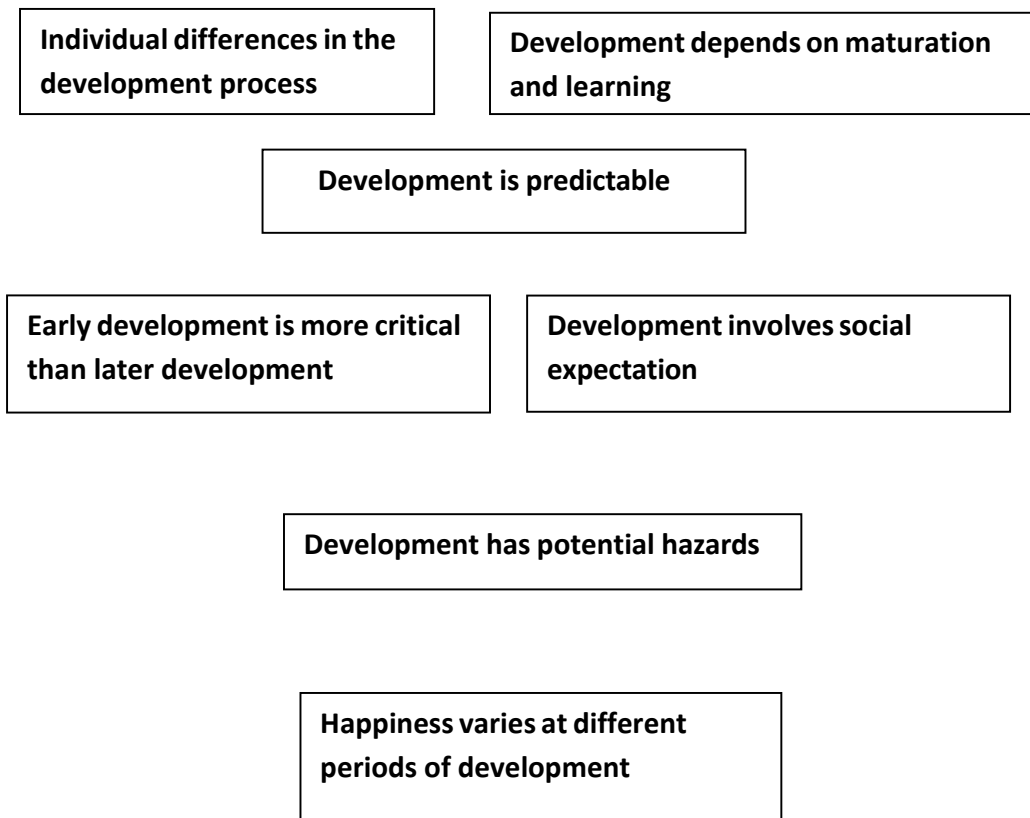 Individual differences in the
development process
Development depends on maturation
and learning
Development is predictable
Early development is more critical
than later development
Development involves social
expectation
Development has potential hazards
Happiness varies at different
periods of development